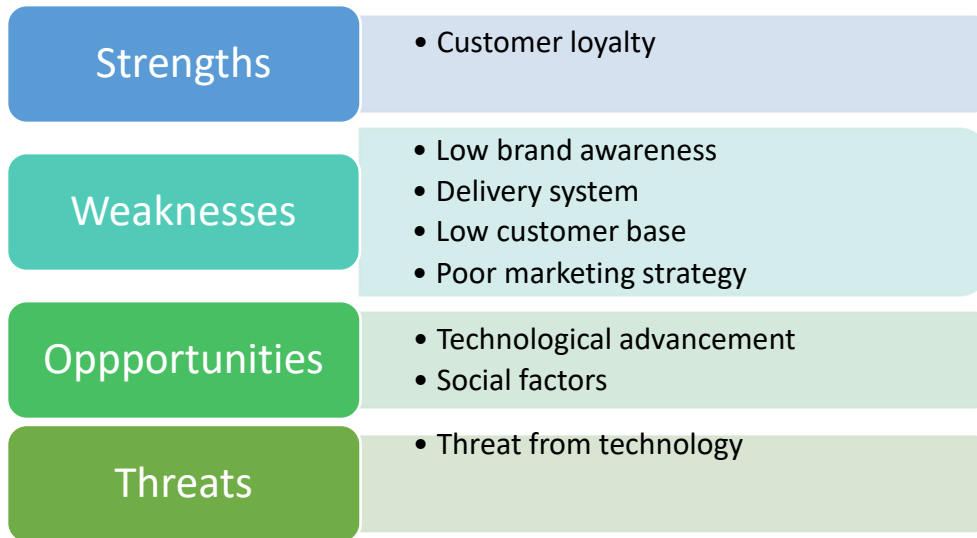 Strengths
• Customer loyalty
Weaknesses
• Low brand awareness
• Delivery system
• Low customer base
• Poor marketing strategy
Oppportunities
• Technological advancement
• Social factors
Threats
• Threat from technology